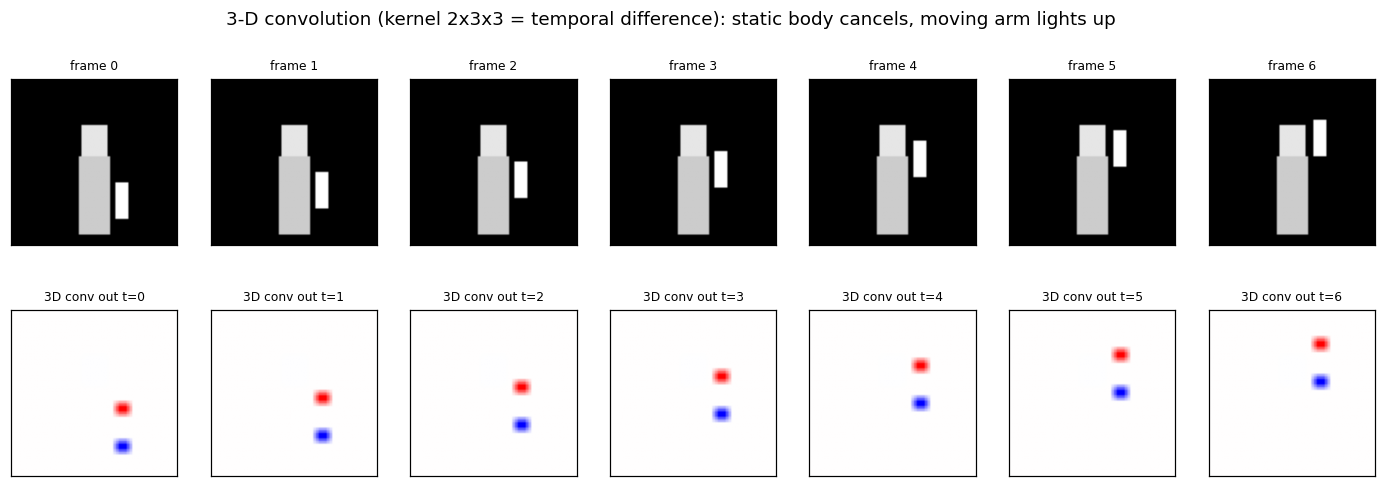 3-D convolution (kernel 2x3x3 = temporal difference): static body cancels, moving arm lights up
frame 0
frame 1
frame 2
frame 3
frame 4
frame 5
frame 6
3D conv out t=0
3D conv out t=1
3D conv out t=2
3D conv out t=3
3D conv out t=4
3D conv out t=5
3D conv out t=6